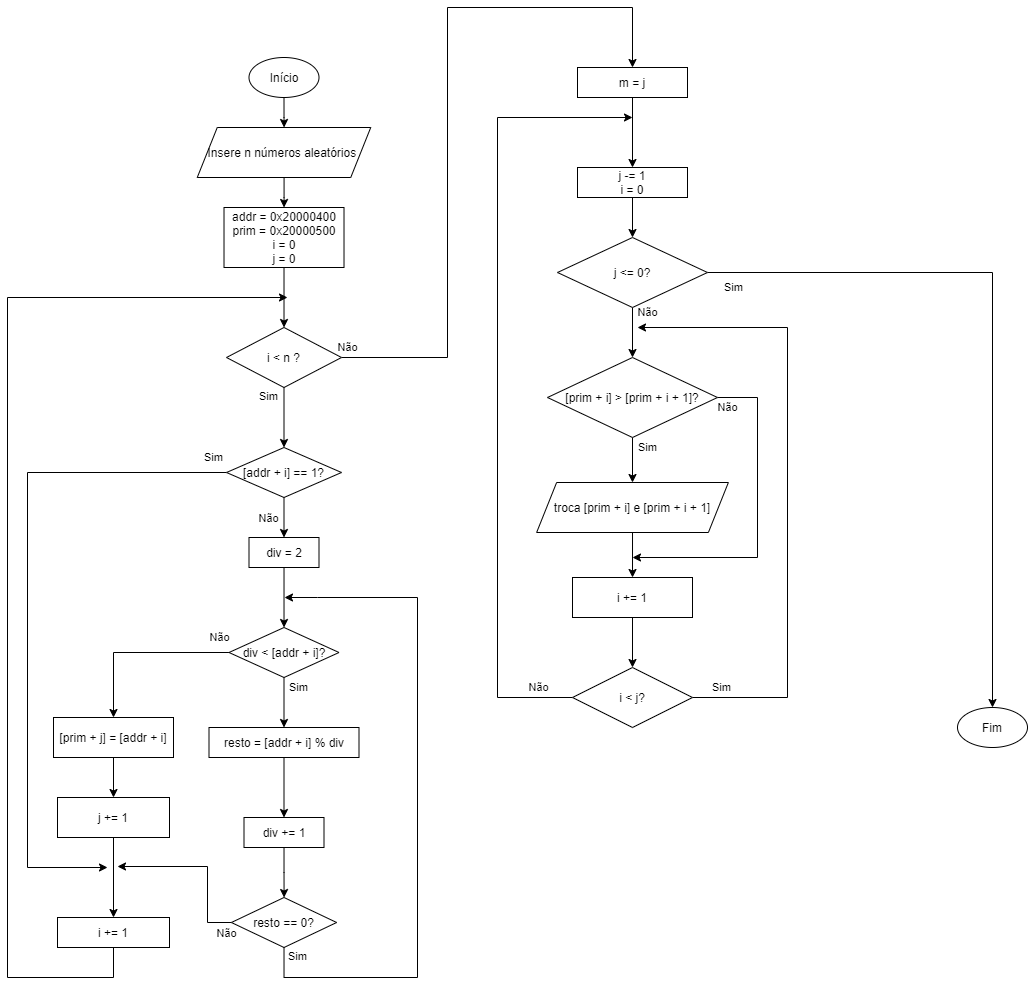 Início
Insere n números aleatórios
addr = 0x20000400
prim = 0x20000500
i = 0
j = 0
i < n ?
Não
Sim
[addr + i] == 1?
Sim
Não
div = 2
div < [addr + i]?
Não
Sim
[prim + j] = [addr + i]
resto = [addr + i] % div
j += 1
div += 1
resto == 0?
Não
Sim
i += 1
m = j
j -= 1
i = 0
j <= 0?
Sim
Não
[prim + i] > [prim + i + 1]?
Não
Sim
troca [prim + i] e [prim + i + 1]
i += 1
i < j?
Não
Sim
Fim